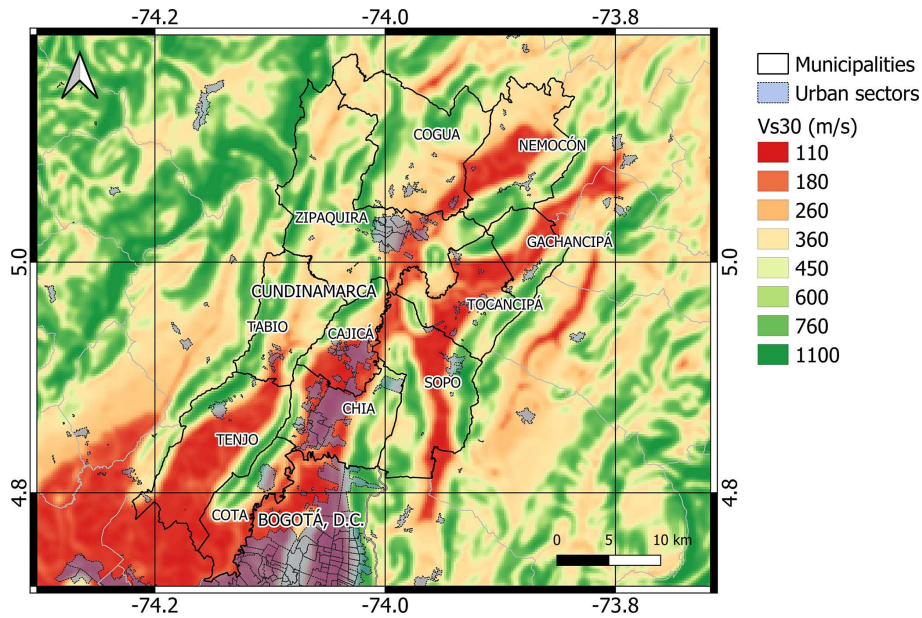 -74.2 -74.0 -73.8
Municipalities
Urban sectors
Vs30 (m/s)
110
180
260
360
450
600
760
1100
COGUA
NEMOCÓN
ZIPAQUIRA
GACHANCIPÁ
5.0 5.0
CUNDINAMARCA
TOCANCIPÁ
TABIO
CAJICÁ
SOPO
CHIA
TENJO
4.8 4.8
COTA
BOGOTÁ, D.C.
0 5 10 km
-74.2 -74.0 -73.8